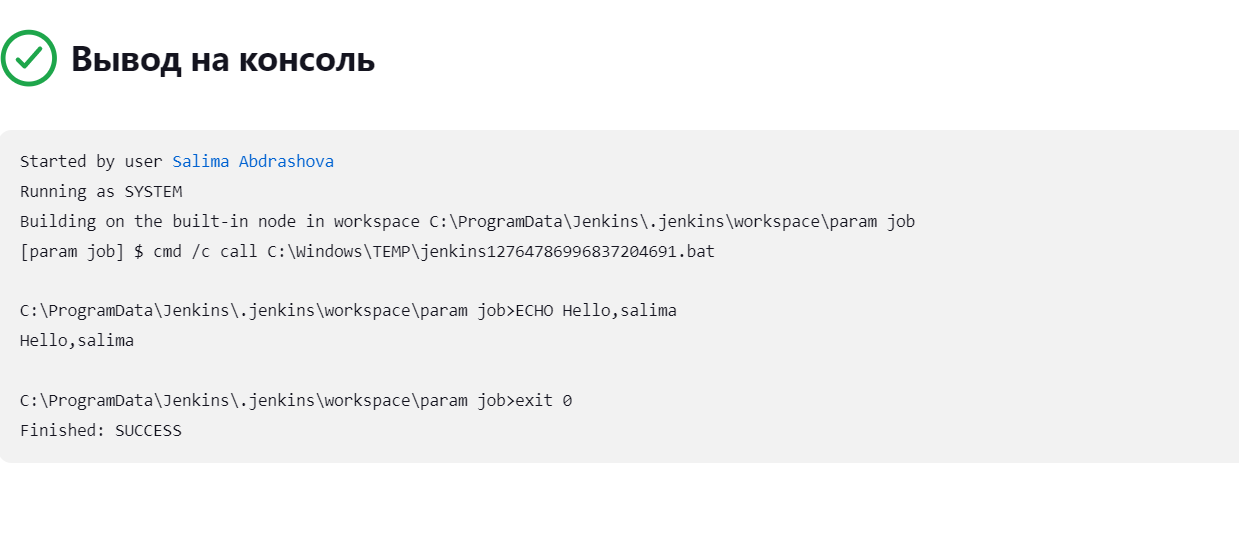 Вывод на консоль
Started by user Salima Abdrashova
Running as SYSTEM
Building on the built-in node in workspace C:\ProgramData\Jenkins\.jenkins\workspace\param job
[param job] $ cmd /c call C:\Windows\TEMP\jenkins12764786996837204691.bat
C:\ProgramData\Jenkins\.jenkins\workspace\param job>ECHO Hello,salima
Hello,salima
C:\ProgramData\Jenkins\.jenkins\workspace\param job>exit 0
Finished: SUCCESS